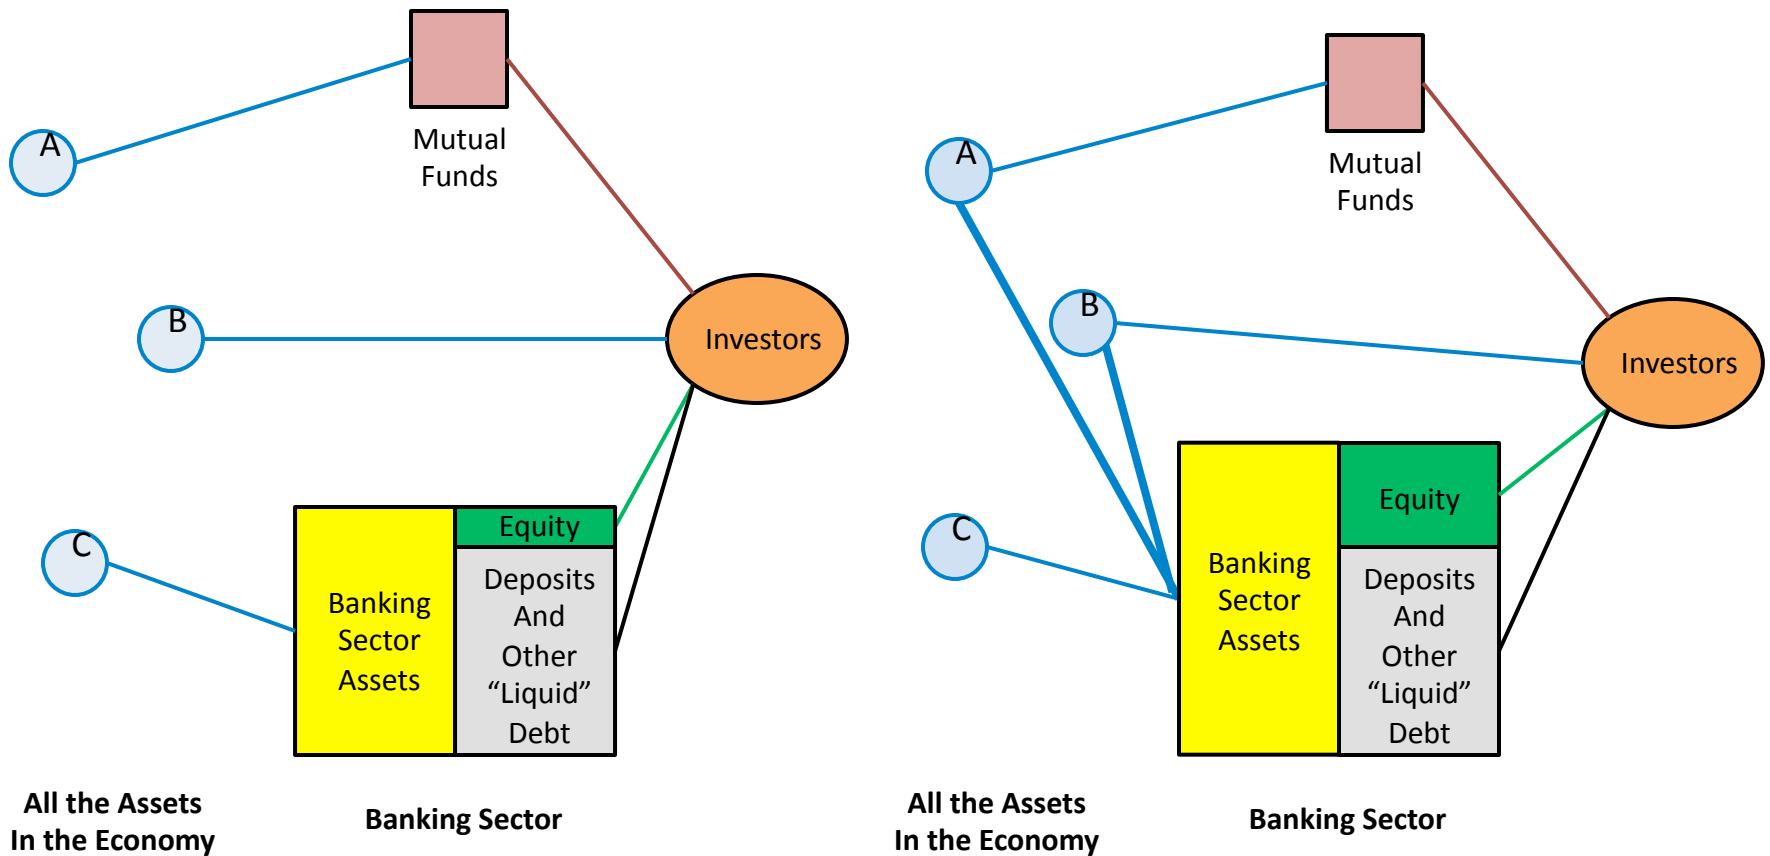 A
Mutual
Funds
B
Investors
C
Equity
Deposits
And
Other
“Liquid”
Debt
Banking
Sector
Assets
All the Assets
In the Economy
Banking Sector
A
Mutual
Funds
B
Investors
C
Equity
Deposits
And
Other
“Liquid”
Debt
Banking
Sector
Assets
All the Assets
In the Economy
Banking Sector